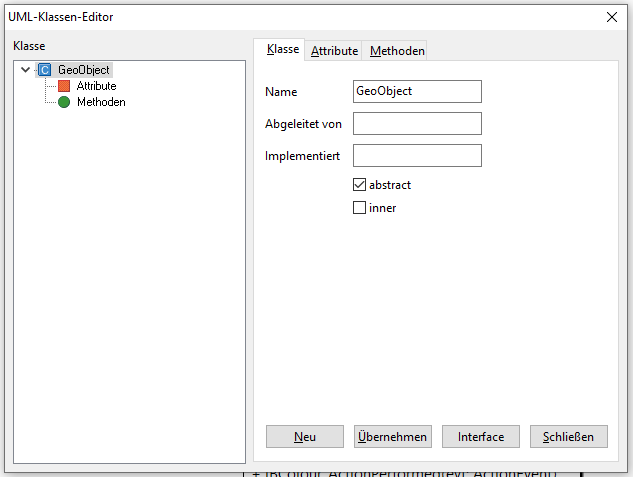 UML-Klassen-Editor
Klasse
GeoObject
Attribute
Methoden
Klasse Attribute Methoden
Name GeoObject
Abgeleitet von
Implementiert
abstract
inner
Neu Übernehmen Interface Schließen